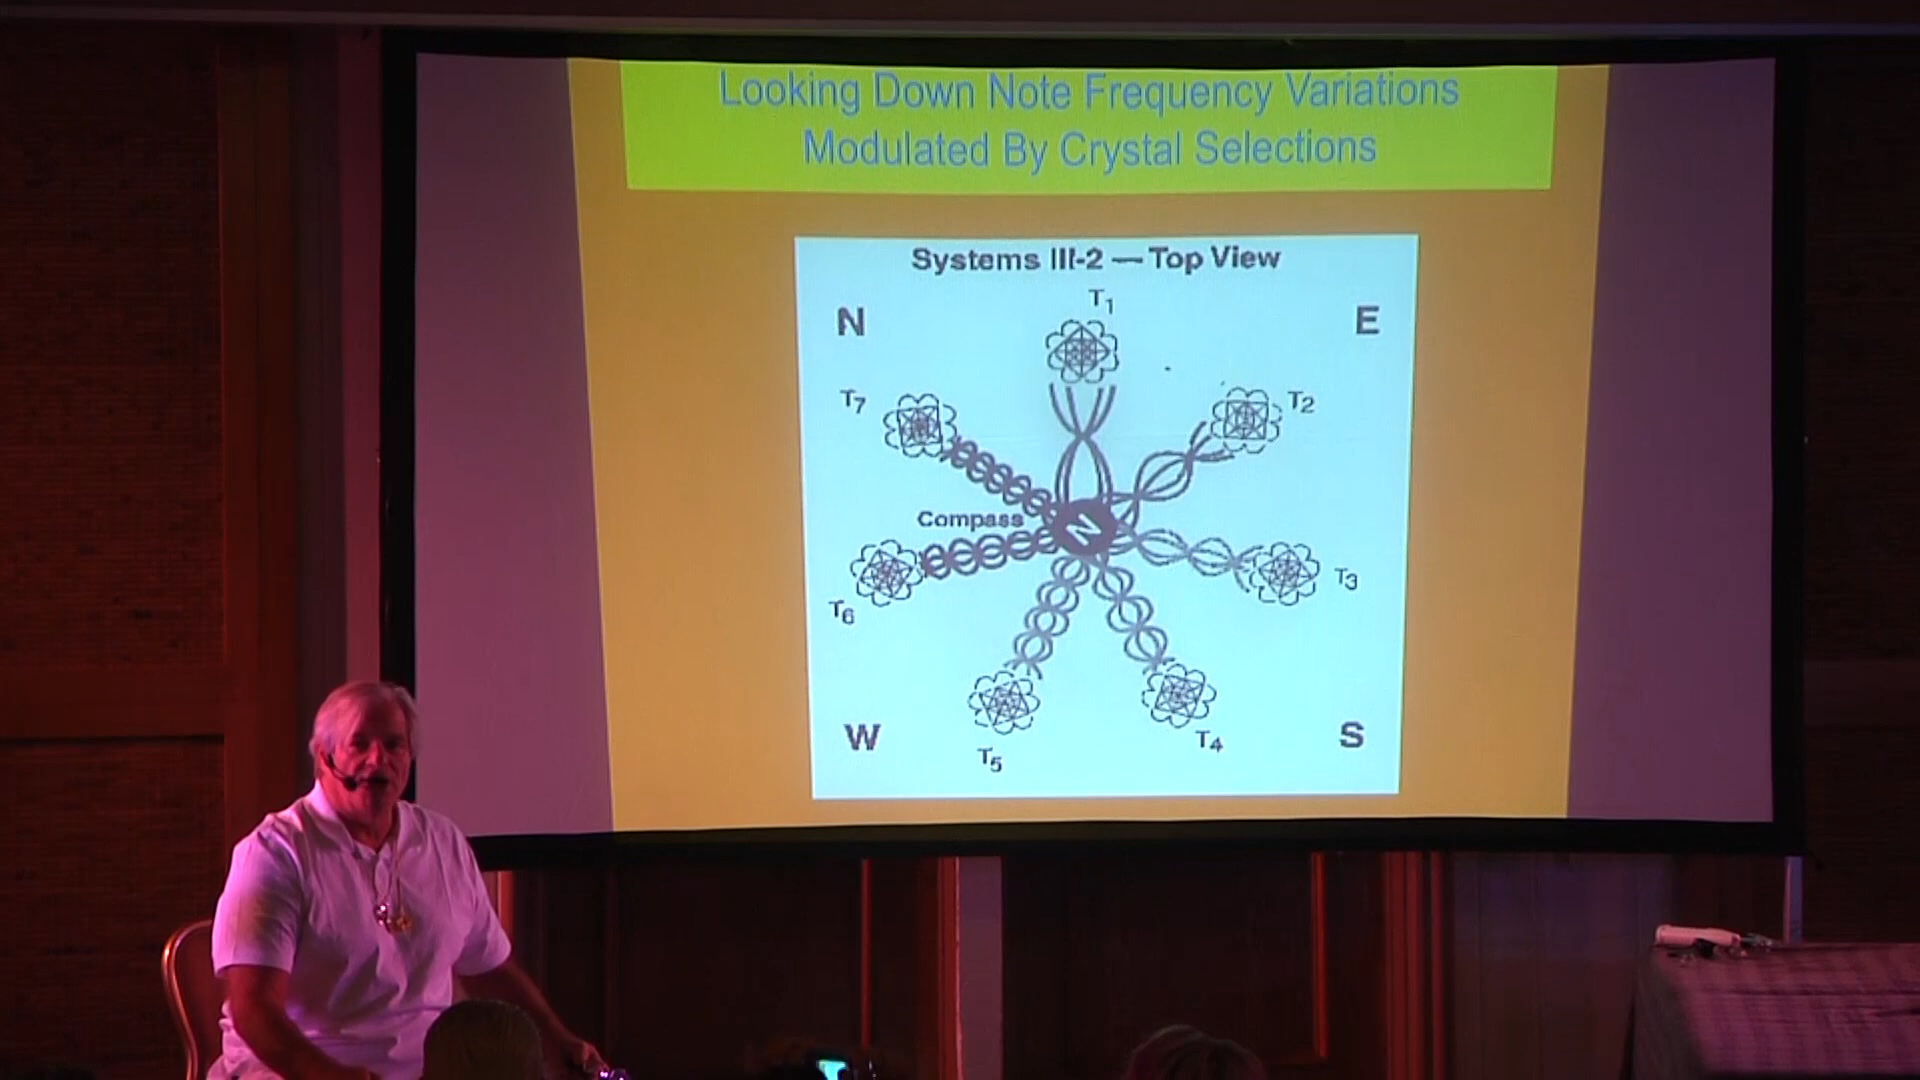 Looking Down Note Frequency Variations
Modulated By Crystal Selections
Systems III-2 — Top View
T1
N
E
T7
T2
Compass
N
T3
T6
W
T5
T4
S